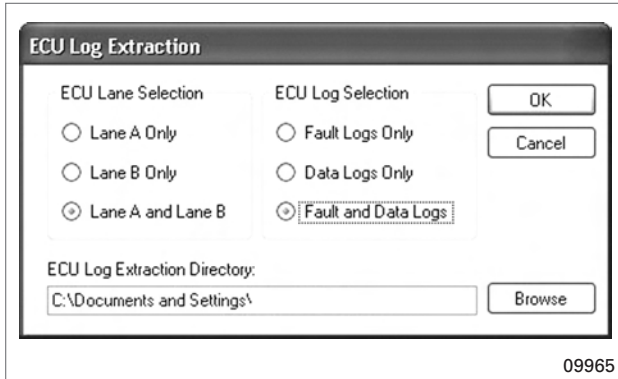 ECU Log Extraction
ECU Lane Selection
Lane A Only
Lane B Only
Lane A and Lane B
ECU Log Selection
Fault Logs Only
Data Logs Only
Fault and Data Logs
OK
Cancel
ECU Log Extraction Directory:
C:\Documents and Settings\
Browse
09965